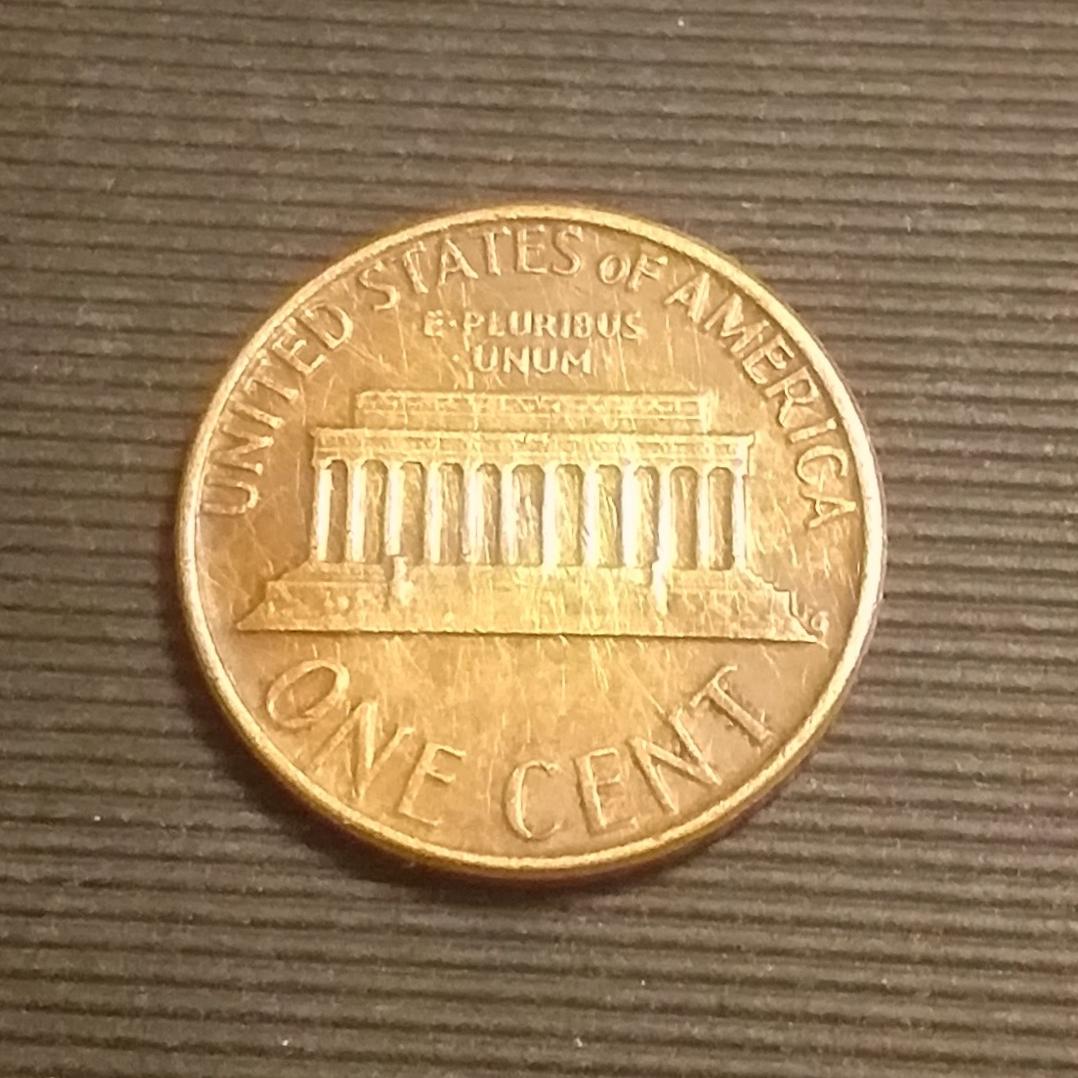 UNITED STATES OF AMERICA
E·PLURIBUS
UNUM
ONE CENT